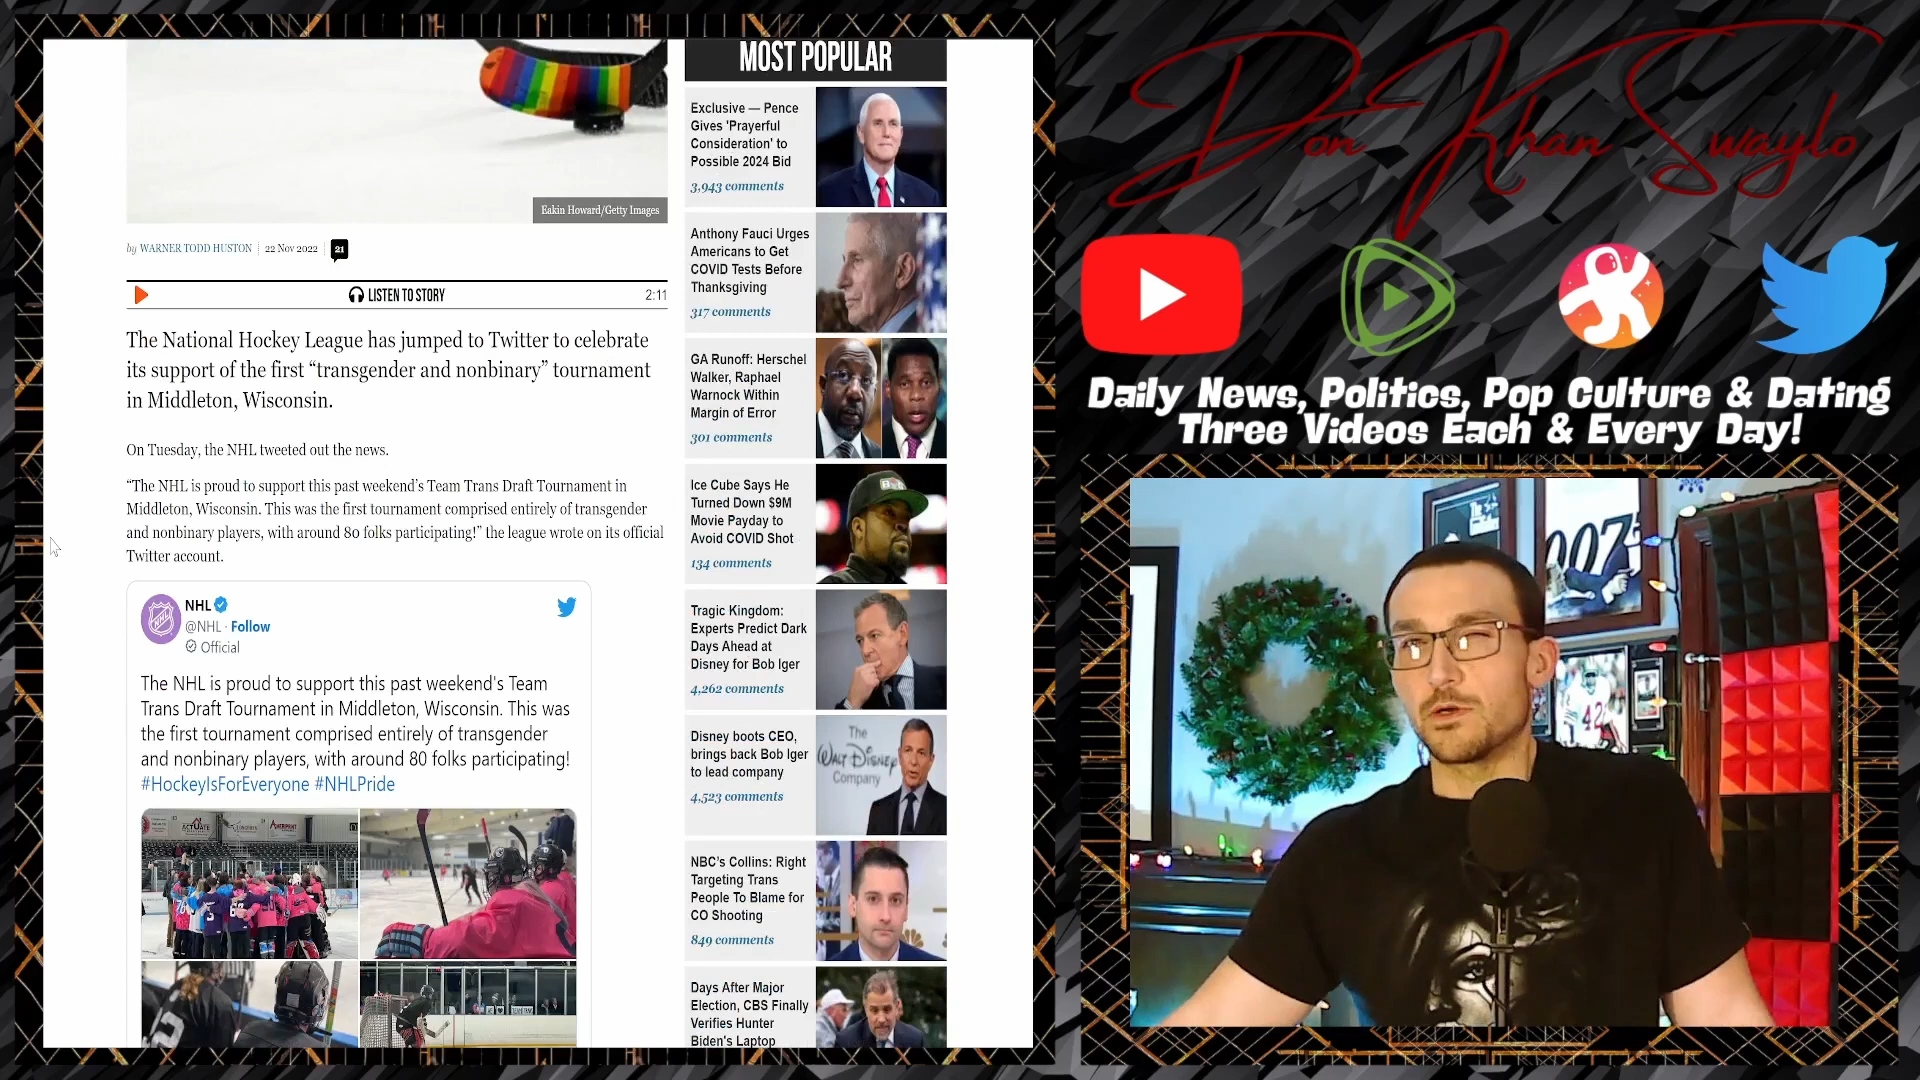 MOST POPULAR
Exclusive — Pence
Gives 'Prayerful
Consideration' to
Possible 2024 Bid
3,943 comments
Anthony Fauci Urges
Americans to Get
COVID Tests Before
Thanksgiving
317 comments
GA Runoff: Herschel
Walker, Raphael
Warnock Within
Margin of Error
301 comments
Ice Cube Says He
Turned Down $9M
Movie Payday to
Avoid COVID Shot
134 comments
Tragic Kingdom:
Experts Predict Dark
Days Ahead at
Disney for Bob Iger
4,262 comments
Disney boots CEO,
brings back Bob Iger
to lead company
4,523 comments
The
WALT DISNEY
Company
NBC's Collins: Right
Targeting Trans
People To Blame for
CO Shooting
849 comments
Days After Major
Election, CBS Finally
Verifies Hunter
Biden's Laptop
Eakin Howard/Getty Images
by WARNER TODD HUSTON 22 Nov 2022 21
LISTEN TO STORY 2:11
The National Hockey League has jumped to Twitter to celebrate
its support of the first “transgender and nonbinary” tournament
in Middleton, Wisconsin.
On Tuesday, the NHL tweeted out the news.
“The NHL is proud to support this past weekend’s Team Trans Draft Tournament in
Middleton, Wisconsin. This was the first tournament comprised entirely of transgender
and nonbinary players, with around 80 folks participating!” the league wrote on its official
Twitter account.
NHL
@NHL · Follow
Official
The NHL is proud to support this past weekend's Team
Trans Draft Tournament in Middleton, Wisconsin. This was
the first tournament comprised entirely of transgender
and nonbinary players, with around 80 folks participating!
#HockeyIsForEveryone #NHLPride
Don Khan Swaylo
Daily News, Politics, Pop Culture & Dating
Three Videos Each & Every Day!
007
42